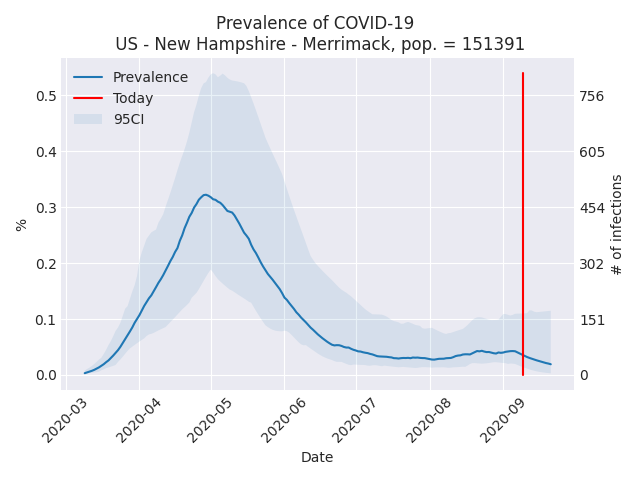 Prevalence of COVID-19
US - New Hampshire - Merrimack, pop. = 151391
Prevalence
Today
95CI
%
0.5
0.4
0.3
0.2
0.1
0.0
756
605
454
302
151
0
# of infections
2020-03
2020-04
2020-05
2020-06
2020-07
2020-08
2020-09
Date